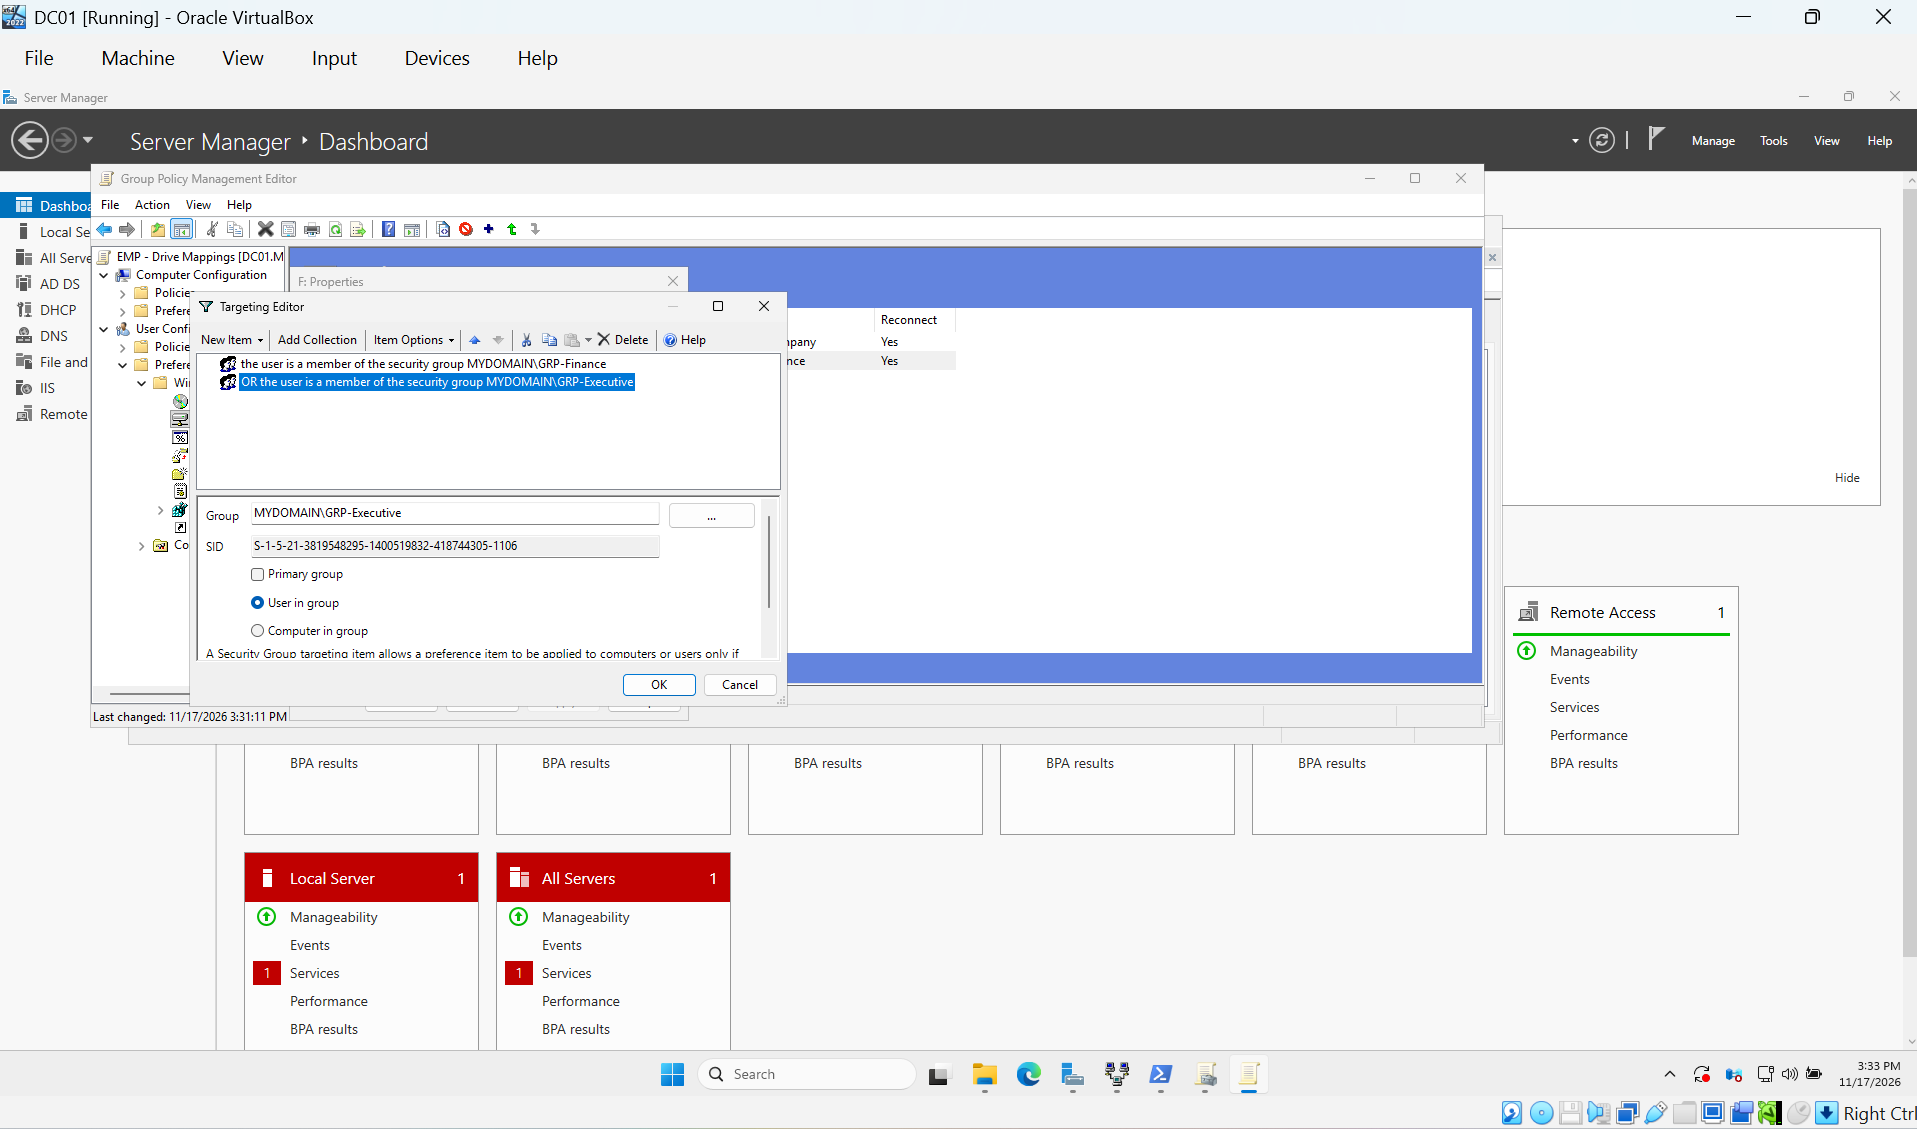 DC01 [Running] - Oracle VirtualBox
File Machine View Input Devices Help
Server Manager
Server Manager Dashboard
Manage Tools View Help
Group Policy Management Editor
File Action View Help
Dashboa
Local Se
All Serve
AD DS
DHCP
DNS
File and
IIS
Remote
EMP - Drive Mappings [DC01.M
Computer Configuration
Policie
Prefere
User Confi
Policie
Prefere
Wi
Co
F: Properties
Reconnect
npany Yes
nce Yes
Targeting Editor
New Item Add Collection Item Options Delete Help
the user is a member of the security group MYDOMAIN\GRP-Finance
OR the user is a member of the security group MYDOMAIN\GRP-Executive
Group MYDOMAIN\GRP-Executive ...
SID S-1-5-21-3819548295-1400519832-418744305-1106
Primary group
User in group
Computer in group
A Security Group targeting item allows a preference item to be applied to computers or users only if
OK Cancel
Last changed: 11/17/2026 3:31:11 PM
Hide
Remote Access 1
Manageability
Events
Services
Performance
BPA results
BPA results BPA results BPA results BPA results BPA results
Local Server 1
Manageability
Events
1 Services
Performance
BPA results
All Servers 1
Manageability
Events
1 Services
Performance
BPA results
Search
3:33 PM
11/17/2026
Right Ctrl